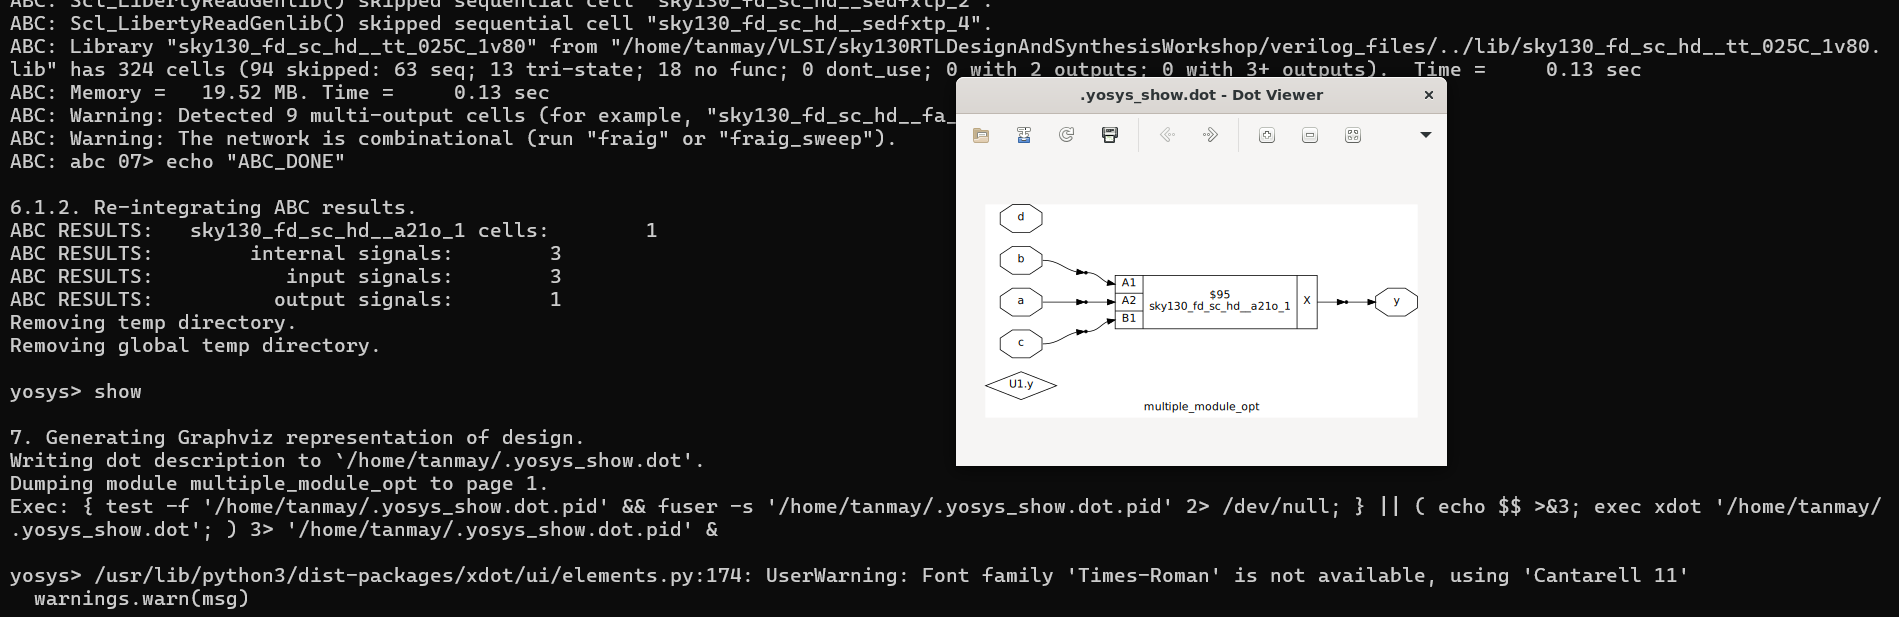 ABC: Scl_LibertyReadGenlib() skipped sequential cell "sky130_fd_sc_hd__sedfxtp_2".
ABC: Scl_LibertyReadGenlib() skipped sequential cell "sky130_fd_sc_hd__sedfxtp_4".
ABC: Library "sky130_fd_sc_hd__tt_025C_1v80" from "/home/tanmay/VLSI/sky130RTLDesignAndSynthesisWorkshop/verilog_files/../lib/sky130_fd_sc_hd__tt_025C_1v80.
lib" has 324 cells (94 skipped: 63 seq; 13 tri-state; 18 no func; 0 dont_use; 0 with 2 outputs; 0 with 3+ outputs).  Time =     0.13 sec
ABC: Memory =   19.52 MB. Time =     0.13 sec
ABC: Warning: Detected 9 multi-output cells (for example, "sky130_fd_sc_hd__fa_
ABC: Warning: The network is combinational (run "fraig" or "fraig_sweep").
ABC: abc 07> echo "ABC_DONE"
6.1.2. Re-integrating ABC results.
ABC RESULTS:   sky130_fd_sc_hd__a21o_1 cells:        1
ABC RESULTS:        internal signals:        3
ABC RESULTS:           input signals:        3
ABC RESULTS:          output signals:        1
Removing temp directory.
Removing global temp directory.
yosys> show
7. Generating Graphviz representation of design.
Writing dot description to `/home/tanmay/.yosys_show.dot'.
Dumping module multiple_module_opt to page 1.
Exec: { test -f '/home/tanmay/.yosys_show.dot.pid' && fuser -s '/home/tanmay/.yosys_show.dot.pid' 2> /dev/null; } || ( echo $$ >&3; exec xdot '/home/tanmay/
.yosys_show.dot'; ) 3> '/home/tanmay/.yosys_show.dot.pid' &
yosys> /usr/lib/python3/dist-packages/xdot/ui/elements.py:174: UserWarning: Font family 'Times-Roman' is not available, using 'Cantarell 11'
warnings.warn(msg)
.yosys_show.dot - Dot Viewer ×
d
b
a
c
U1.y
A1
A2
B1
$95
sky130_fd_sc_hd__a21o_1
X
y
multiple_module_opt